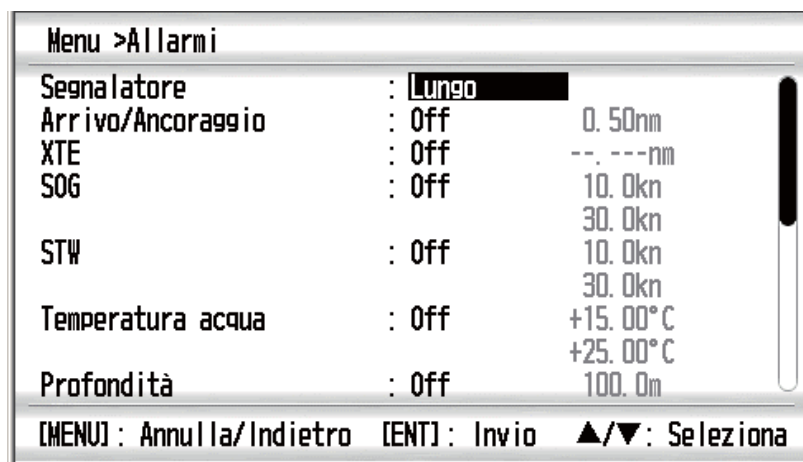 Menu >Allarmi
Segnalatore : Lungo
Arrivo/Ancoraggio : Off 0.50nm
XTE : Off --.---nm
SOG : Off 10.0kn
30.0kn
STW : Off 10.0kn
30.0kn
Temperatura acqua : Off +15.00°C
+25.00°C
Profondità : Off 100.0m
[MENU] : Annulla/Indietro [ENT] : Invio ▲/▼: Seleziona